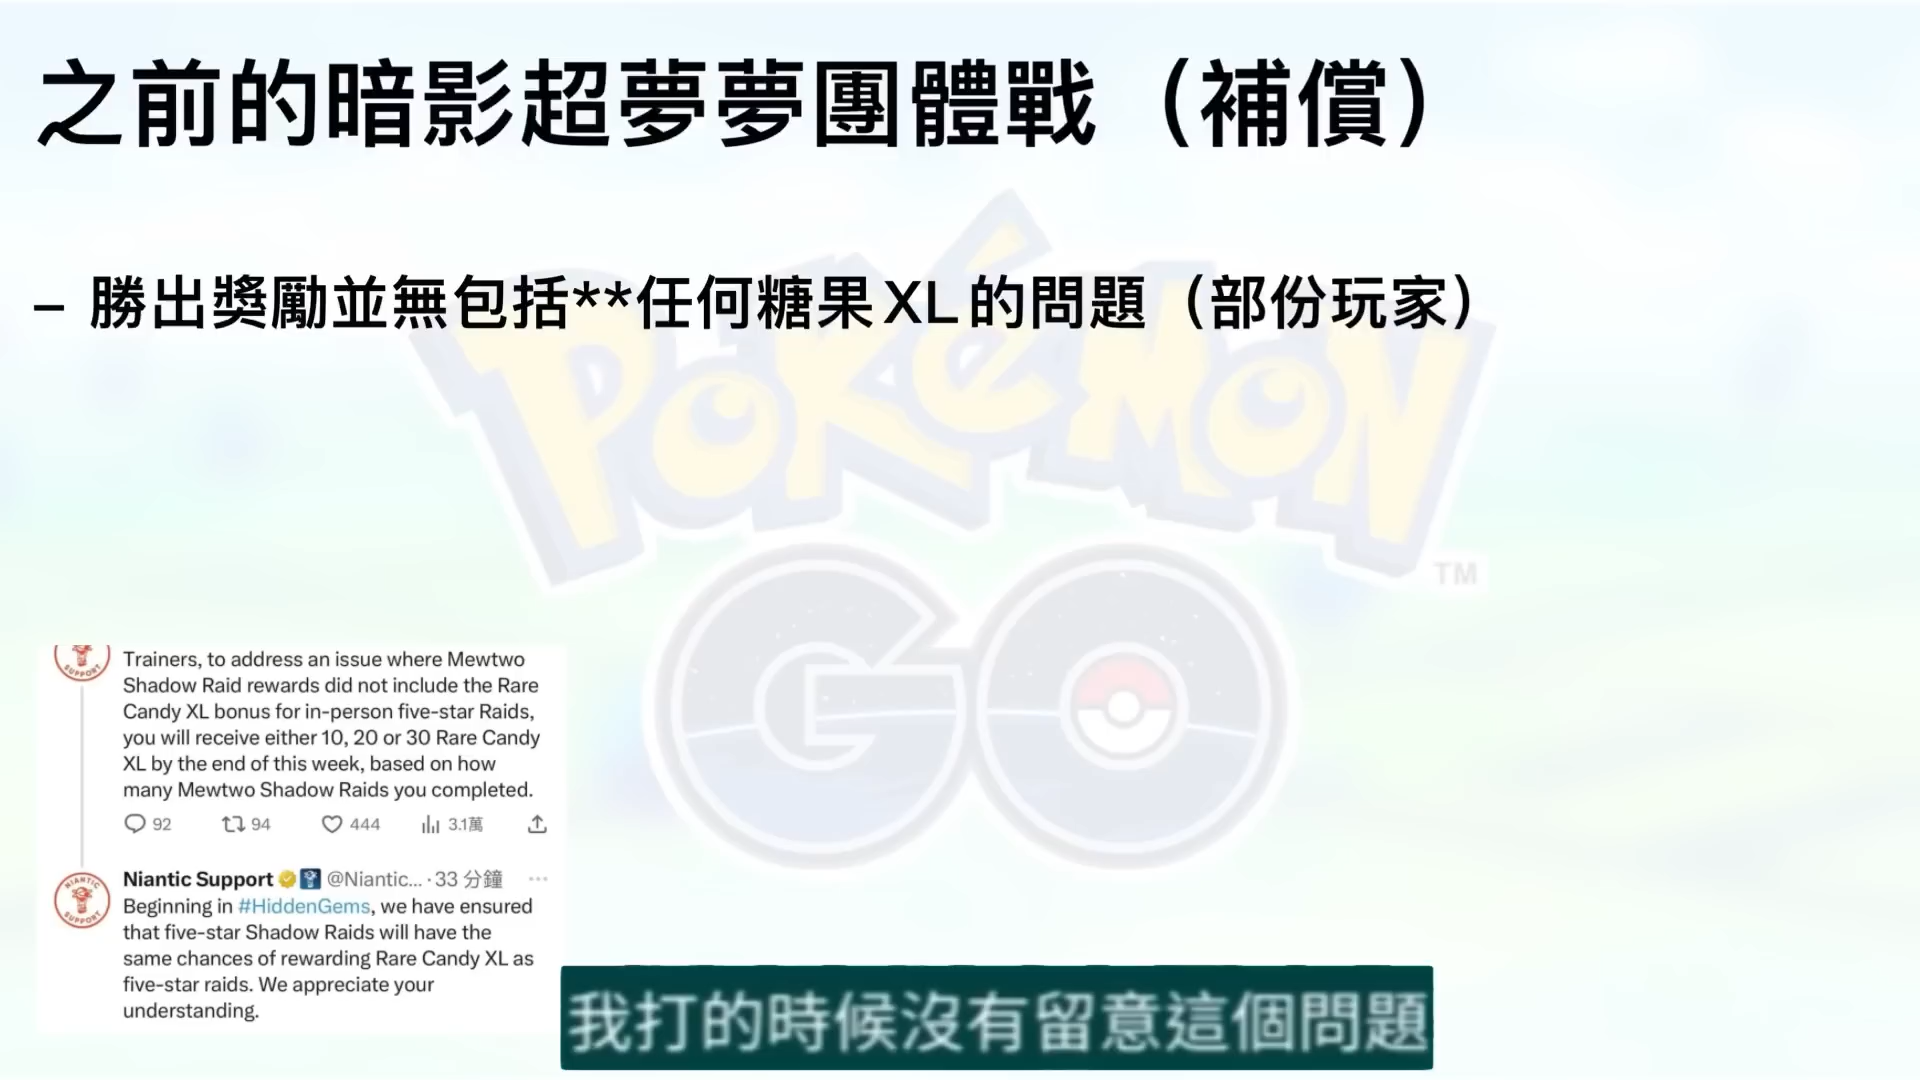 之前的暗影超夢夢團體戰（補償）
– 勝出獎勵並無包括**任何糖果XL的問題（部份玩家）
POKÉMON
TM
GO
SUPPORT
Trainers, to address an issue where Mewtwo
Shadow Raid rewards did not include the Rare
Candy XL bonus for in-person five-star Raids,
you will receive either 10, 20 or 30 Rare Candy
XL by the end of this week, based on how
many Mewtwo Shadow Raids you completed.
92 94 444 3.1萬
NIANTIC
SUPPORT
Niantic Support @Niantic... · 33 分鐘 ...
Beginning in #HiddenGems, we have ensured
that five-star Shadow Raids will have the
same chances of rewarding Rare Candy XL as
five-star raids. We appreciate your
understanding.
我打的時候沒有留意這個問題